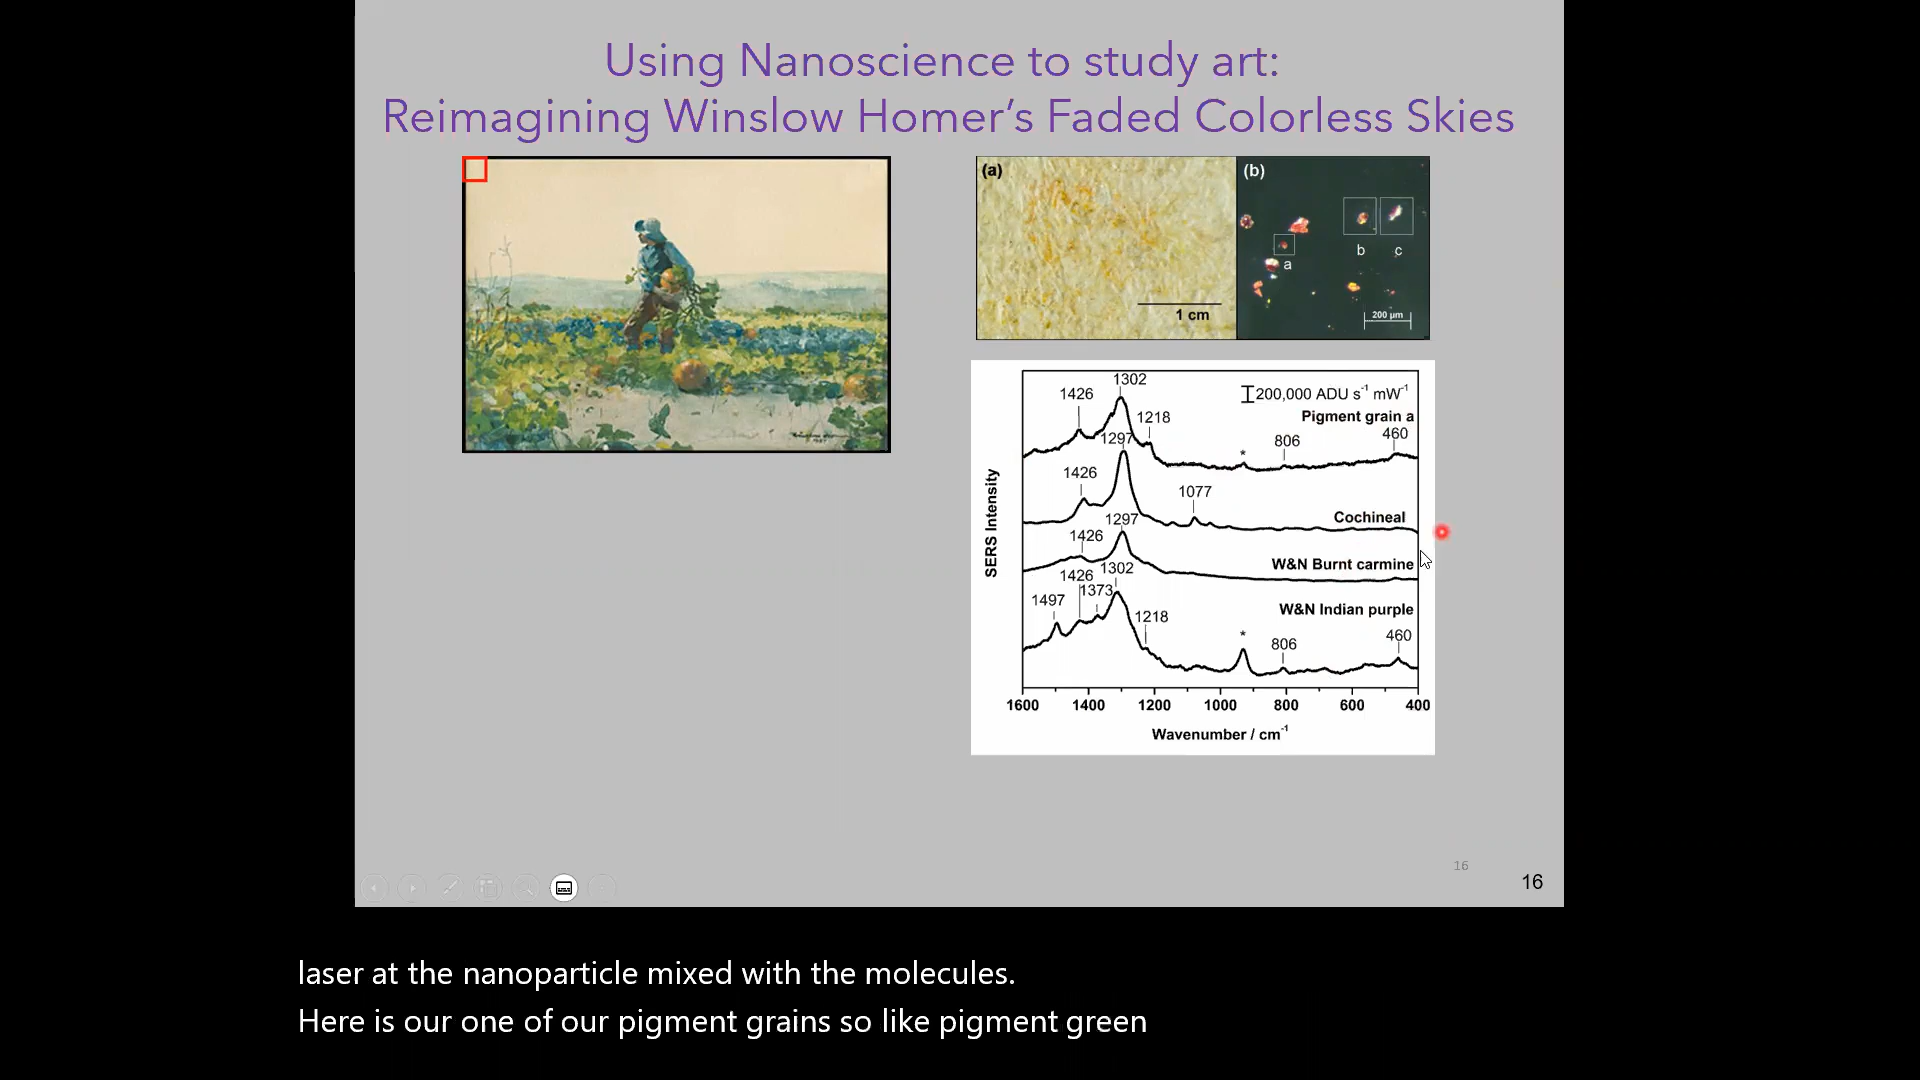 Using Nanoscience to study art:
Reimagining Winslow Homer's Faded Colorless Skies
(a)
1 cm
(b)
a
b
c
200 µm
SERS Intensity
200,000 ADU s-1 mW-1
1426
1302
1218
Pigment grain a
*
806
460
1426
1297
1077
Cochineal
1426
1297
W&N Burnt carmine
1497
1426
1373
1302
1218
W&N Indian purple
*
806
460
1600 1400 1200 1000 800 600 400
Wavenumber / cm-1
16
16
laser at the nanoparticle mixed with the molecules.
Here is our one of our pigment grains so like pigment green